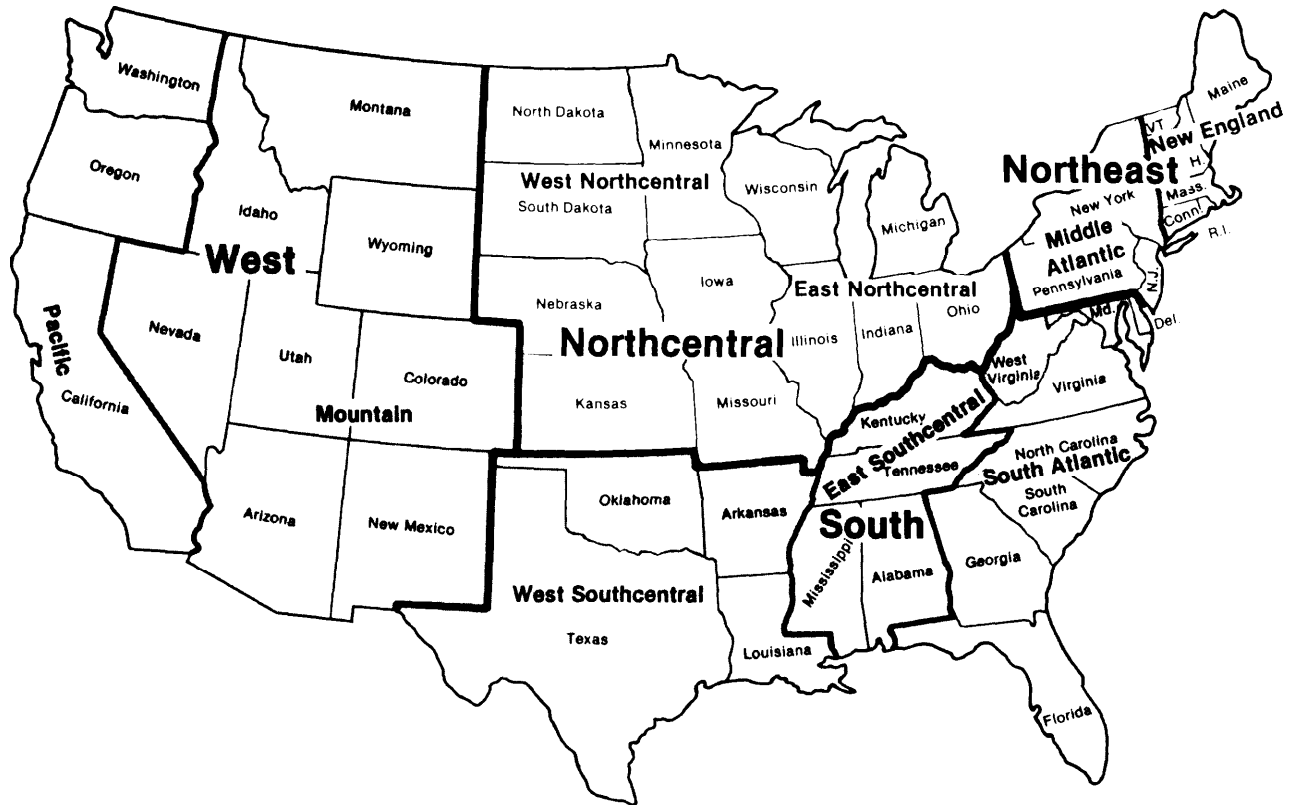 Washington
Montana
North Dakota
Minnesota
Maine
VT
New England
Oregon
West Northcentral
Wisconsin
Northeast
H.
Idaho
South Dakota
Michigan
New York
Mass.
Conn.
R.I.
Wyoming
Middle
Atlantic
West
Iowa
East Northcentral
Pennsylvania
N.J.
Nebraska
Ohio
Md.
Del.
Pacific
Nevada
Utah
Northcentral
Illinois
Indiana
West
Virginia
Virginia
Colorado
California
Mountain
Kansas
Missouri
Kentucky
East Southcentral
Tennessee
North Carolina
South Atlantic
South
Carolina
Arizona
New Mexico
Oklahoma
Arkansas
South
Mississippi
Alabama
Georgia
West Southcentral
Texas
Louisiana
Florida